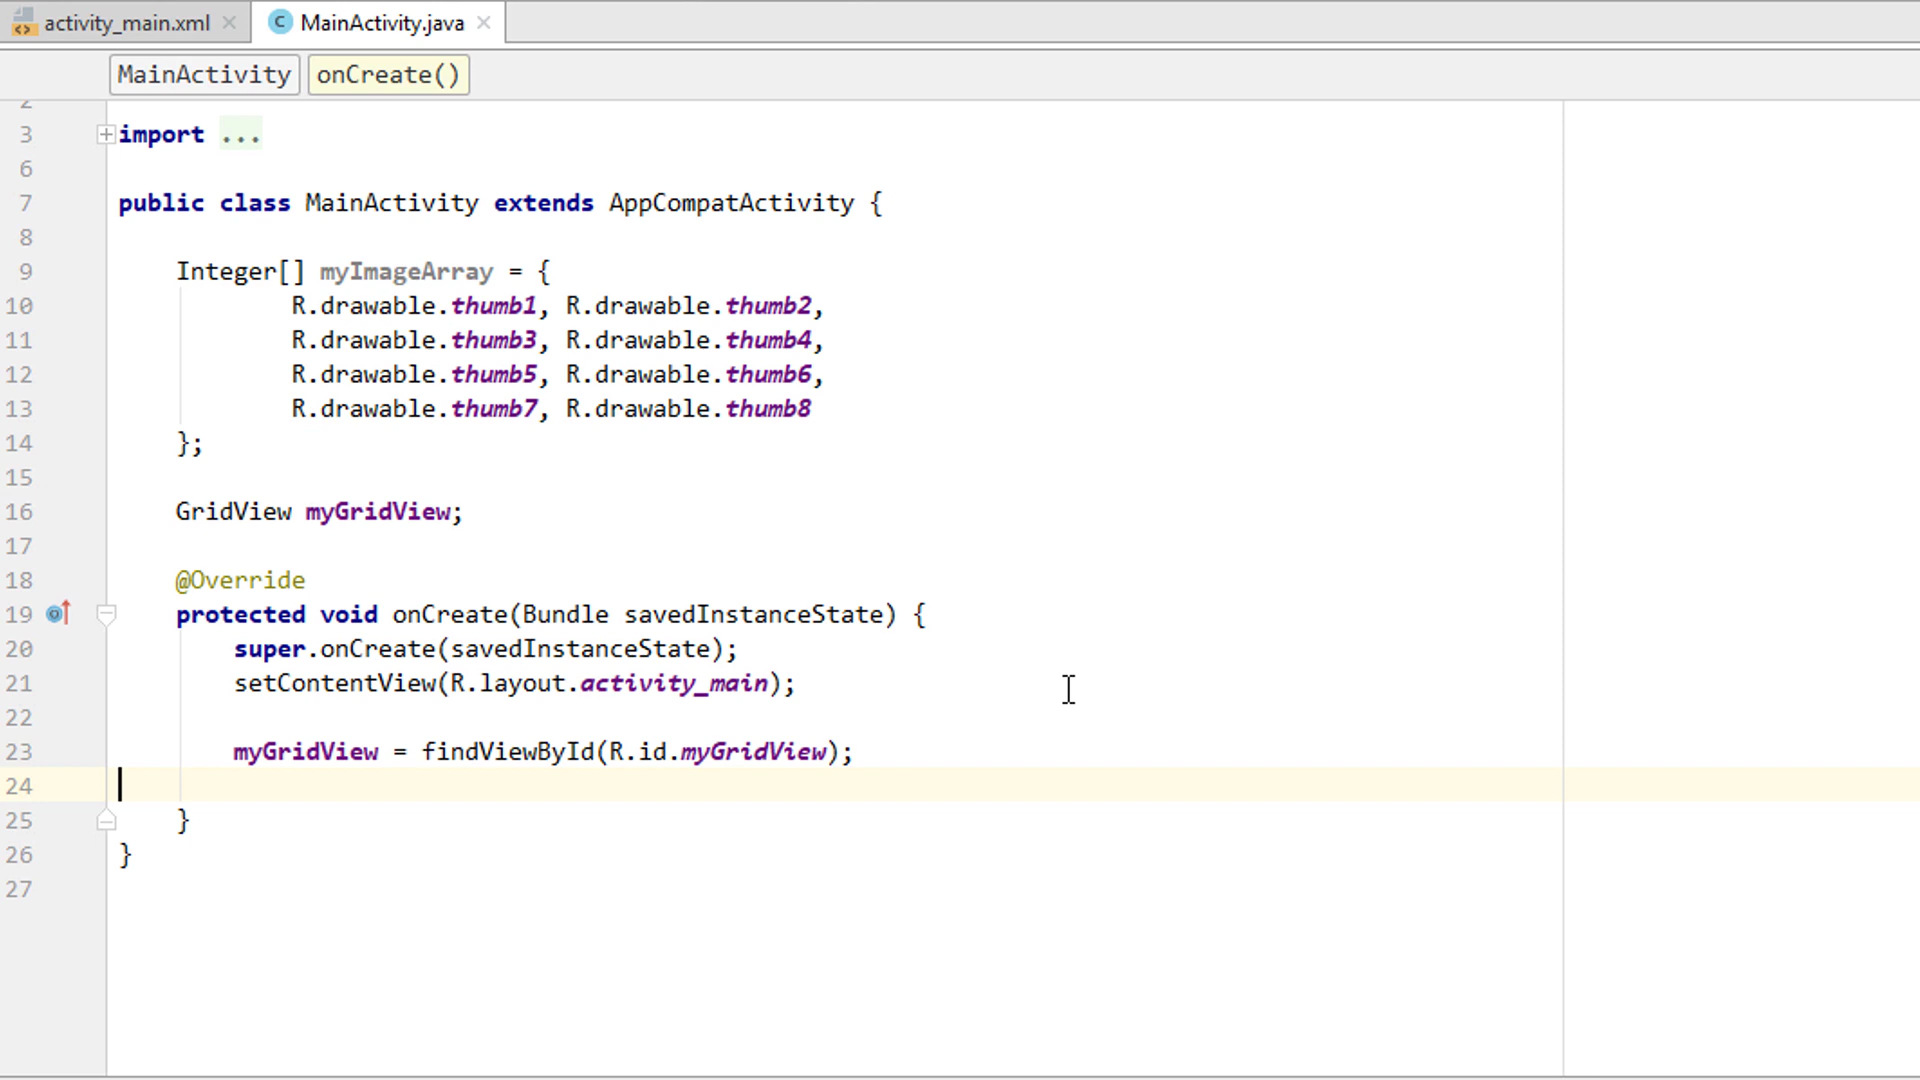 activity_main.xml
MainActivity.java
MainActivity onCreate()
2
3 import ...
6
7 public class MainActivity extends AppCompatActivity {
8
9 Integer[] myImageArray = {
10 R.drawable.thumb1, R.drawable.thumb2,
11 R.drawable.thumb3, R.drawable.thumb4,
12 R.drawable.thumb5, R.drawable.thumb6,
13 R.drawable.thumb7, R.drawable.thumb8
14 };
15
16 GridView myGridView;
17
18 @Override
19 protected void onCreate(Bundle savedInstanceState) {
20 super.onCreate(savedInstanceState);
21 setContentView(R.layout.activity_main);
22
23 myGridView = findViewById(R.id.myGridView);
24
25 }
26 }
27